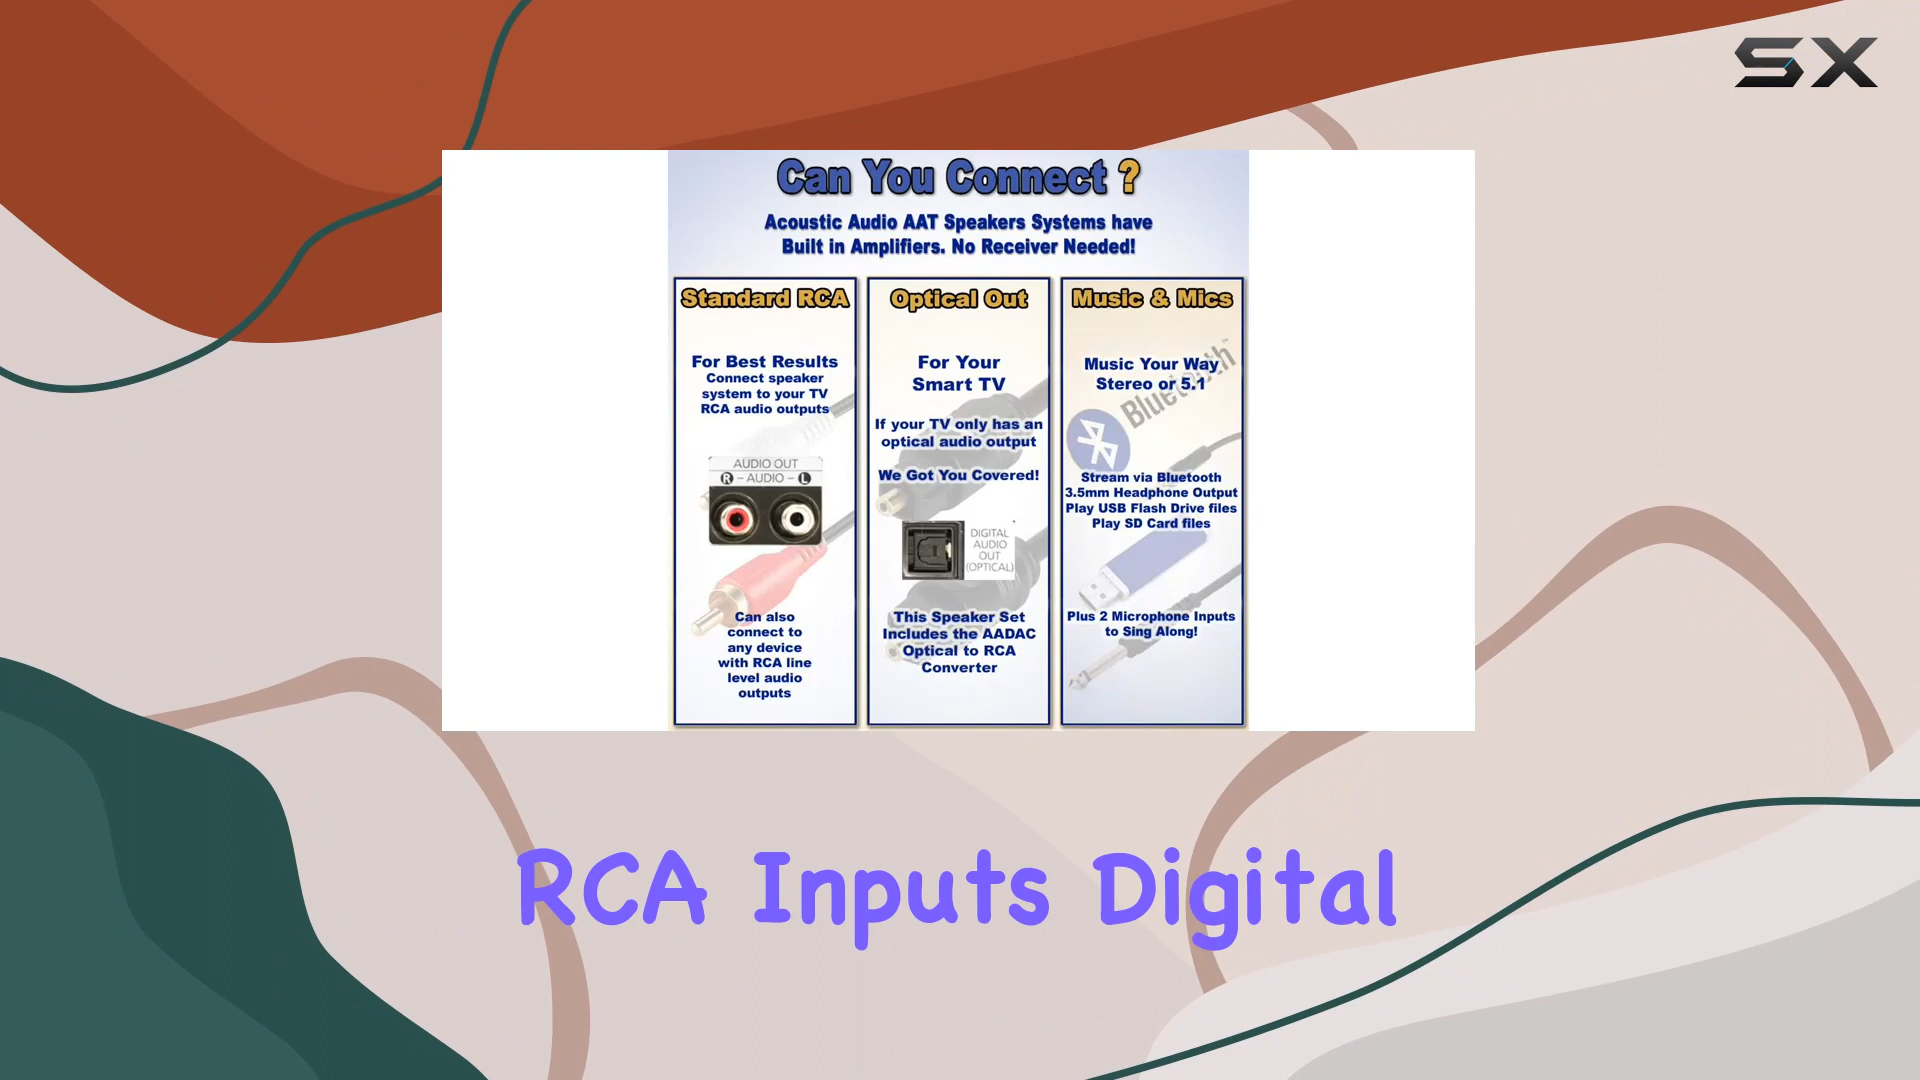 SX
Can You Connect ?
Acoustic Audio AAT Speakers Systems have
Built in Amplifiers. No Receiver Needed!
Standard RCA
For Best Results
Connect speaker
system to your TV
RCA audio outputs
AUDIO OUT
R - AUDIO - L
Can also
connect to
any device
with RCA line
level audio
outputs
Optical Out
For Your
Smart TV
If your TV only has an
optical audio output
We Got You Covered!
DIGITAL
AUDIO
OUT
(OPTICAL)
This Speaker Set
Includes the AADAC
Optical to RCA
Converter
Music & Mics
Bluetooth™
Music Your Way
Stereo or 5.1
Stream via Bluetooth
3.5mm Headphone Output
Play USB Flash Drive files
Play SD Card files
Plus 2 Microphone Inputs
to Sing Along!
RCA Inputs Digital